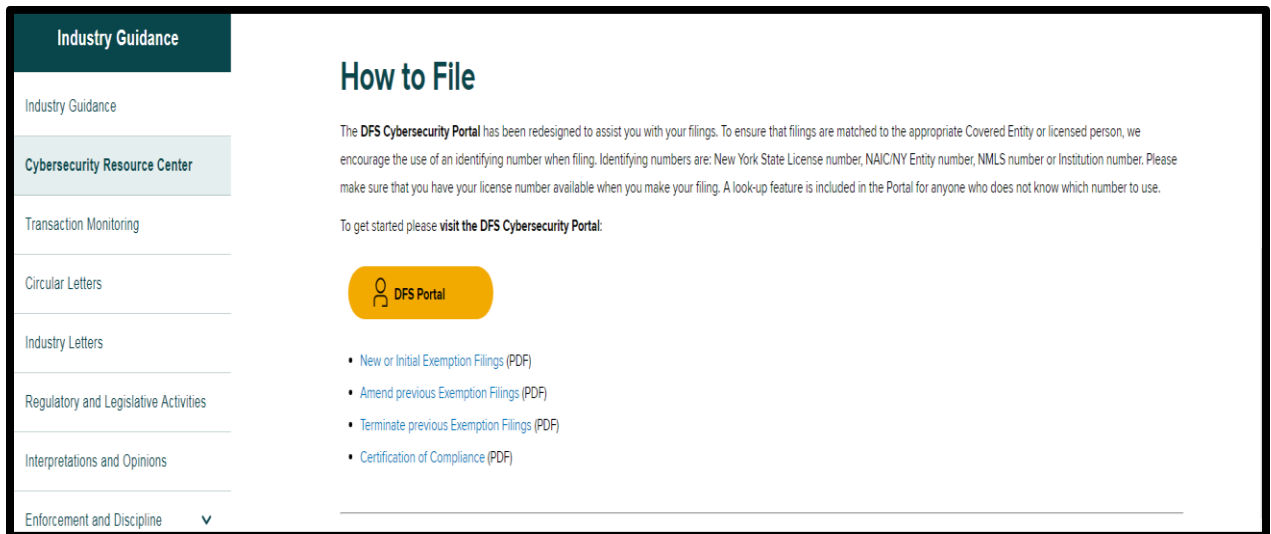 Industry Guidance
Industry Guidance
Cybersecurity Resource Center
Transaction Monitoring
Circular Letters
Industry Letters
Regulatory and Legislative Activities
Interpretations and Opinions
Enforcement and Discipline
How to File
The DFS Cybersecurity Portal has been redesigned to assist you with your filings. To ensure that filings are matched to the appropriate Covered Entity or licensed person, we
encourage the use of an identifying number when filing. Identifying numbers are: New York State License number, NAIC/NY Entity number, NMLS number or Institution number. Please
make sure that you have your license number available when you make your filing. A look-up feature is included in the Portal for anyone who does not know which number to use.
To get started please visit the DFS Cybersecurity Portal:
DFS Portal
• New or Initial Exemption Filings (PDF)
• Amend previous Exemption Filings (PDF)
• Terminate previous Exemption Filings (PDF)
• Certification of Compliance (PDF)